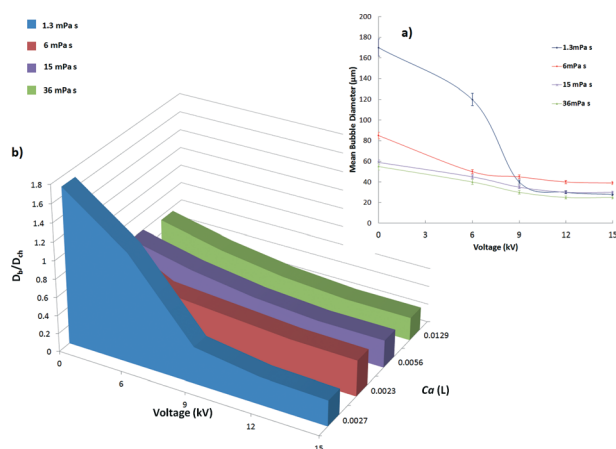 1.3 mPa s
6 mPa s
15 mPa s
36 mPa s
b)
D_b/D_ch
1.8
1.6
1.4
1.2
1
0.8
0.6
0.4
0.2
0
0
6
9
12
15
Voltage (kV)
0.0027
0.0023
0.0056
0.0129
Ca (L)
a)
Mean Bubble Diameter (µm)
200
180
160
140
120
100
80
60
40
20
0
0
3
6
9
12
15
Voltage (kV)
1.3mPa s
6mPa s
15 mPa s
36mPa s